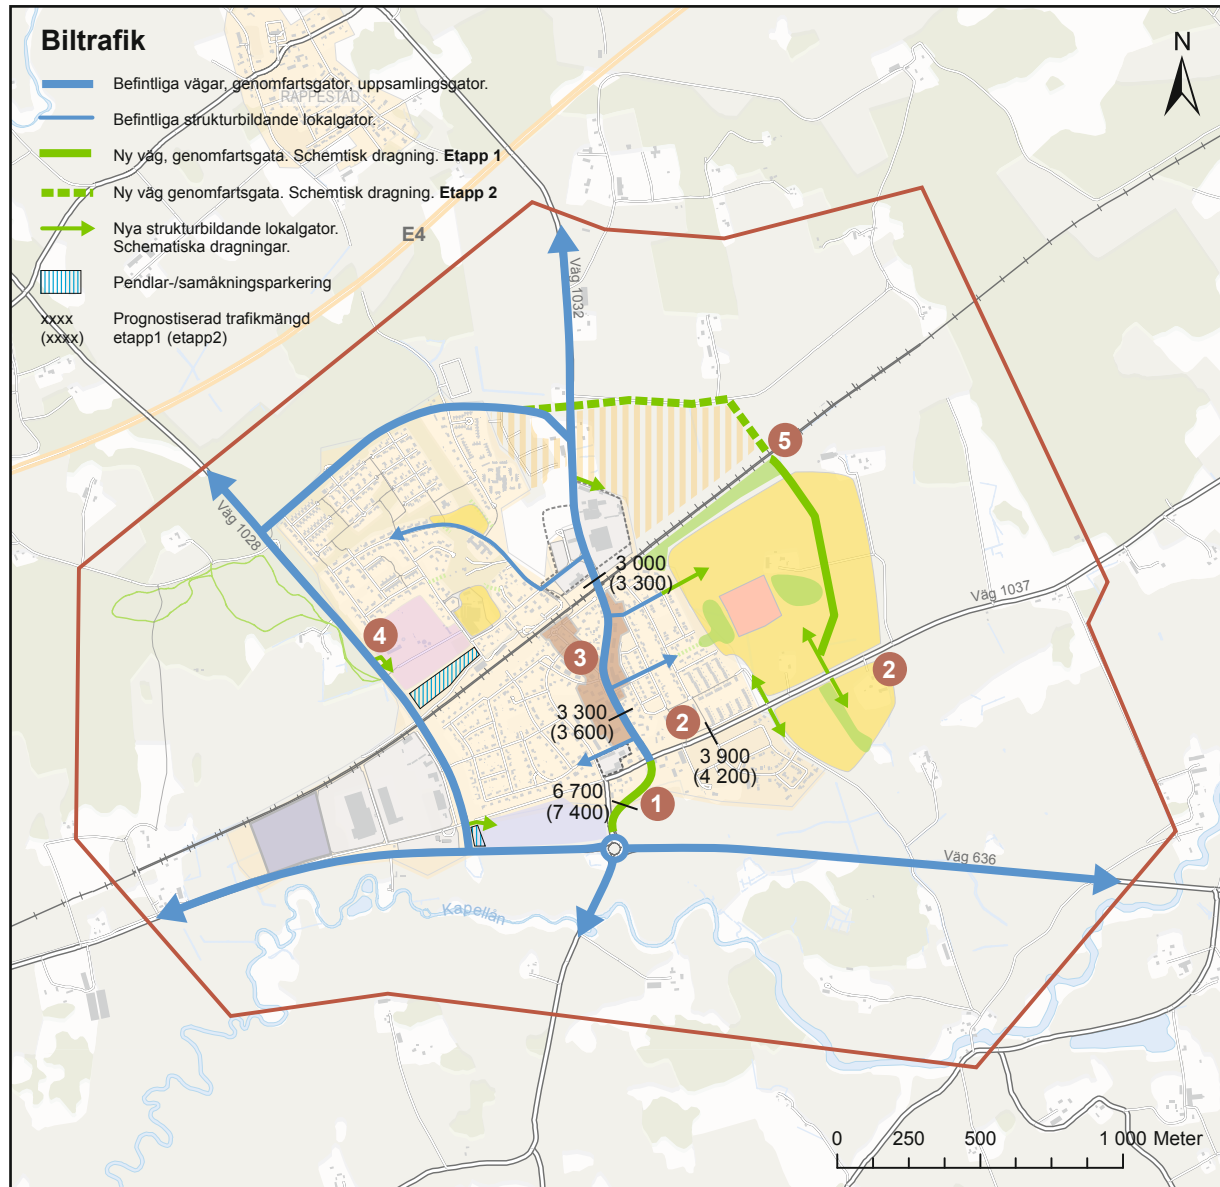 Biltrafik
N
Befintliga vägar, genomfartsgator, uppsamlingsgator.
RAPPESTAD
Befintliga strukturbildande lokalgator.
Ny väg, genomfartsgata. Schemtisk dragning. Etapp 1
Ny väg genomfartsgata. Schemtisk dragning. Etapp 2
Nya strukturbildande lokalgator.
Schematiska dragningar.
E4
Pendlar-/samåkningsparkering
Väg 1032
xxxx Prognostiserad trafikmängd
(xxxx) etapp1 (etapp2)
5
Väg 1028
3 000
(3 300)
Väg 1037
4
3
2
3 300
(3 600)
2
3 900
(4 200)
6 700
(7 400)
1
Väg 636
Kapellån
0 250 500 1 000 Meter